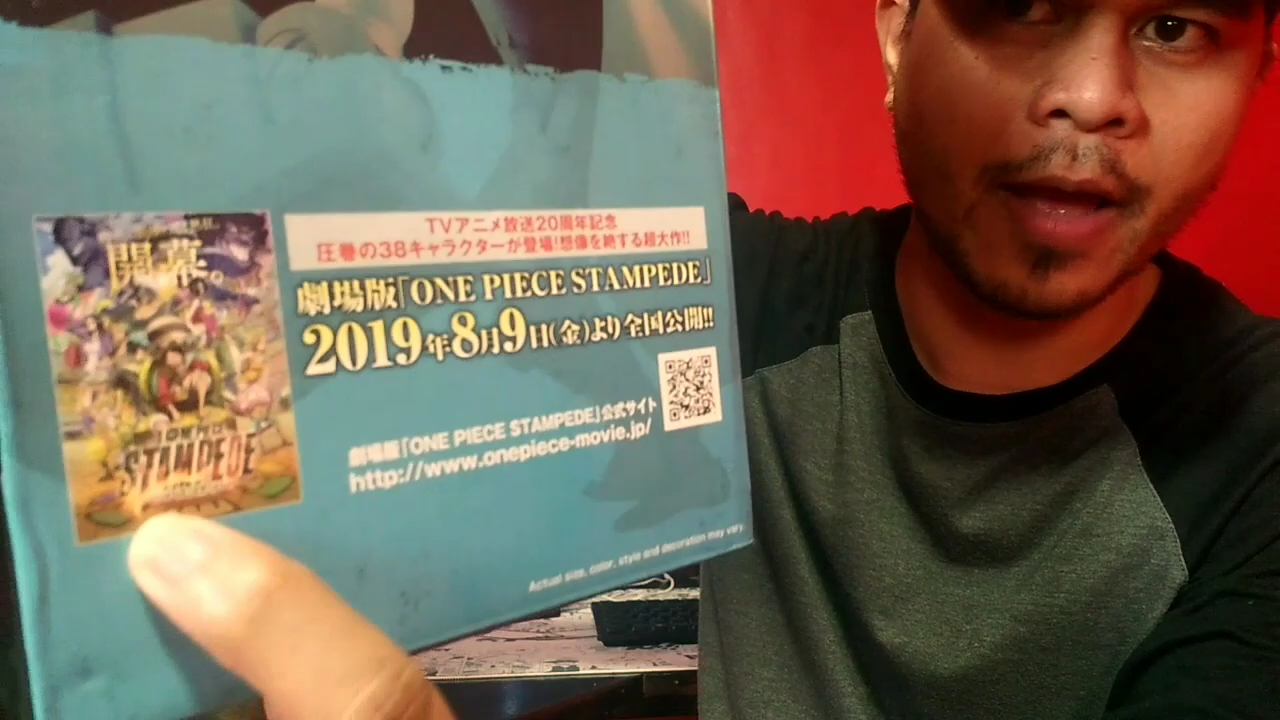 開幕。
ONE PIECE
STAMPEDE
TVアニメ放送20周年記念
圧巻の38キャラクターが登場!想像を絶する超大作!!
劇場版「ONE PIECE STAMPEDE」
2019年8月9日(金)より全国公開!!
劇場版「ONE PIECE STAMPEDE」公式サイト
http://www.onepiece-movie.jp/
Actual size, color, style and decoration may vary.